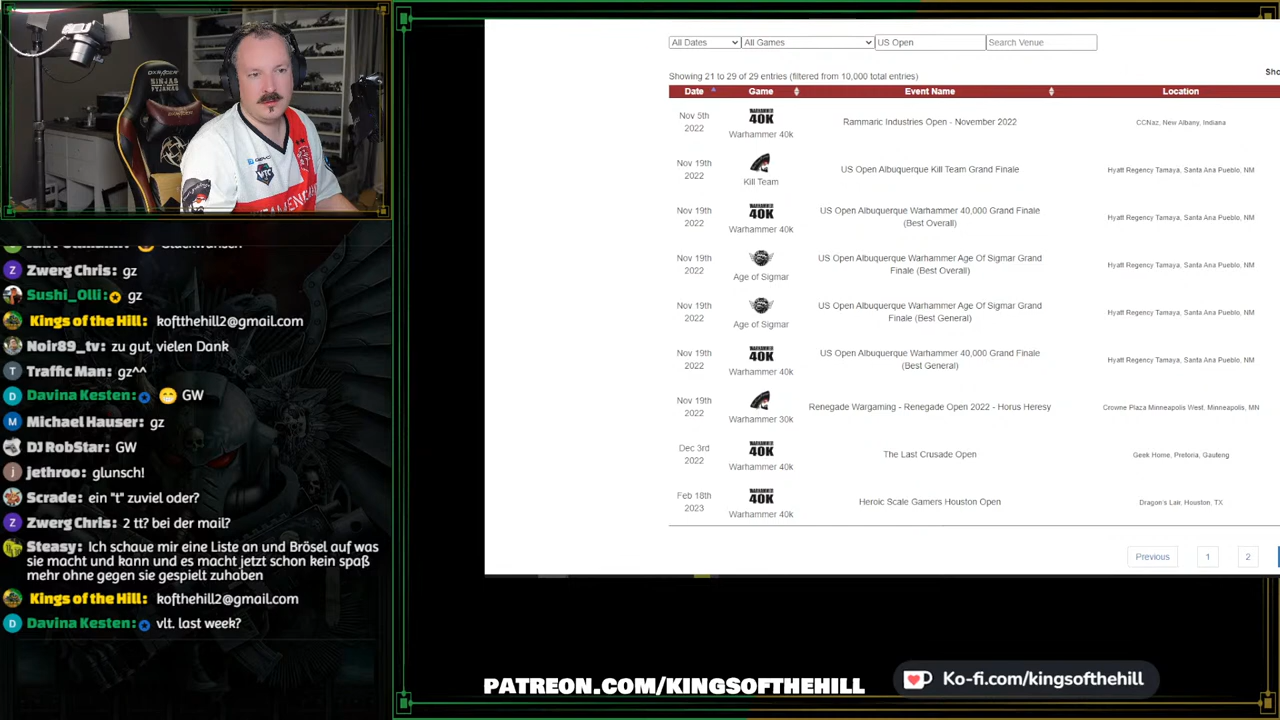 All Dates All Games US Open Search Venue
Showing 21 to 29 of 29 entries (filtered from 10,000 total entries)
Date Game Event Name Location
Nov 5th 2022 WARHAMMER 40K Warhammer 40k Rammaric Industries Open - November 2022 CCNaz, New Albany, Indiana
Nov 19th 2022 Kill Team US Open Albuquerque Kill Team Grand Finale Hyatt Regency Tamaya, Santa Ana Pueblo, NM
Nov 19th 2022 WARHAMMER 40K Warhammer 40k US Open Albuquerque Warhammer 40,000 Grand Finale (Best Overall) Hyatt Regency Tamaya, Santa Ana Pueblo, NM
Nov 19th 2022 Age of Sigmar US Open Albuquerque Warhammer Age Of Sigmar Grand Finale (Best Overall) Hyatt Regency Tamaya, Santa Ana Pueblo, NM
Nov 19th 2022 Age of Sigmar US Open Albuquerque Warhammer Age Of Sigmar Grand Finale (Best General) Hyatt Regency Tamaya, Santa Ana Pueblo, NM
Nov 19th 2022 WARHAMMER 40K Warhammer 40k US Open Albuquerque Warhammer 40,000 Grand Finale (Best General) Hyatt Regency Tamaya, Santa Ana Pueblo, NM
Nov 19th 2022 Warhammer 30k Renegade Wargaming - Renegade Open 2022 - Horus Heresy Crowne Plaza Minneapolis West, Minneapolis, MN
Dec 3rd 2022 WARHAMMER 40K Warhammer 40k The Last Crusade Open Geek Home, Pretoria, Gauteng
Feb 18th 2023 WARHAMMER 40K Warhammer 40k Heroic Scale Gamers Houston Open Dragon's Lair, Houston, TX
Previous 1 2
Zwerg Chris: gz
Sushi_Olli: gz
Kings of the Hill: koftthehill2@gmail.com
Noir89_tv: zu gut, vielen Dank
Traffic Man: gz^^
Davina Kesten: 😁 GW
Michael Hauser: gz
DJ RobStar: GW
jethroo: glunsch!
Scrade: ein "t" zuviel oder?
Zwerg Chris: 2 tt? bei der mail?
Steasy: Ich schaue mir eine Liste an und Brösel auf was
sie macht und kann und es macht jetzt schon kein spaß
mehr ohne gegen sie gespielt zuhaben
Kings of the Hill: kofthehill2@gmail.com
Davina Kesten: vlt. last week?
PATREON.COM/KINGSOFTHEHILL
Ko-fi.com/kingsofthehill